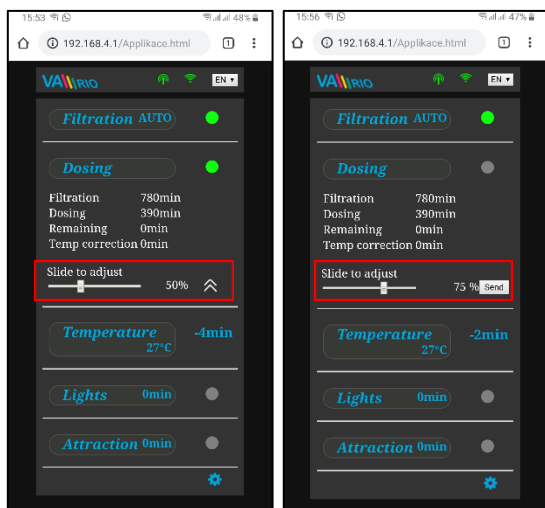 15:53
48%
192.168.4.1/Applikace.html
1
VA RIO
EN
Filtration AUTO
Dosing
Filtration 780min
Dosing 390min
Remaining 0min
Temp correction 0min
Slide to adjust
50%
Temperature -4min
27°C
Lights 0min
Attraction 0min
15:56
47%
192.168.4.1/Applikace.html
1
VA RIO
EN
Filtration AUTO
Dosing
Filtration 780min
Dosing 390min
Remaining 0min
Temp correction 0min
Slide to adjust
75 % Send
Temperature -2min
27°C
Lights 0min
Attraction 0min